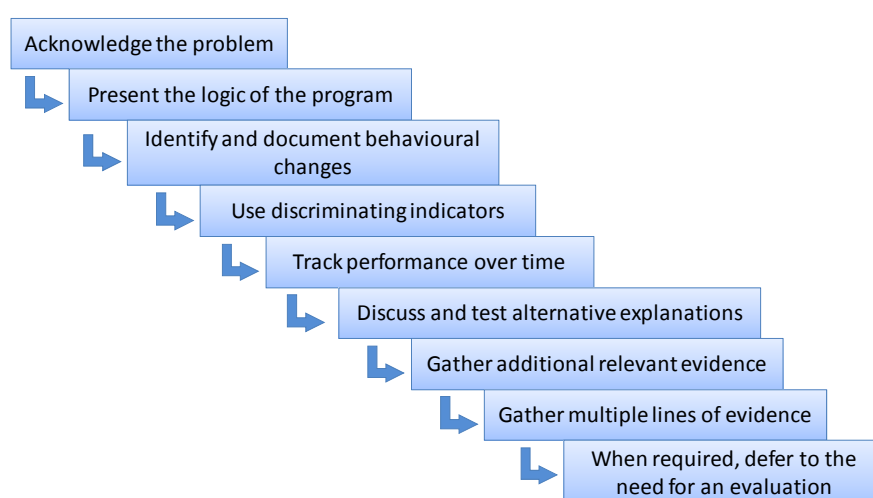 Acknowledge the problem
Present the logic of the program
Identify and document behavioural
changes
Use discriminating indicators
Track performance over time
Discuss and test alternative explanations
Gather additional relevant evidence
Gather multiple lines of evidence
When required, defer to the
need for an evaluation